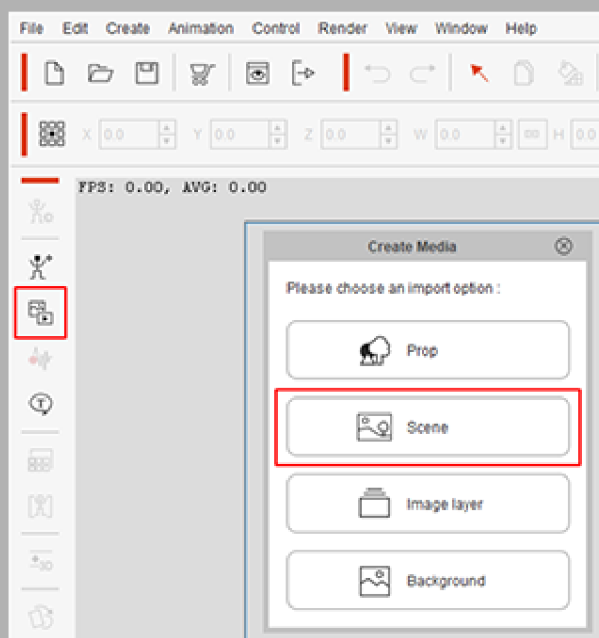 File Edit Create Animation Control Render View Window Help
X 0.0 Y 0.0 Z 0.0 W 0.0 H 0.0
FPS: 0.00, AVG: 0.00
Create Media
Please choose an import option :
Prop
Scene
T
Image layer
Background
3D